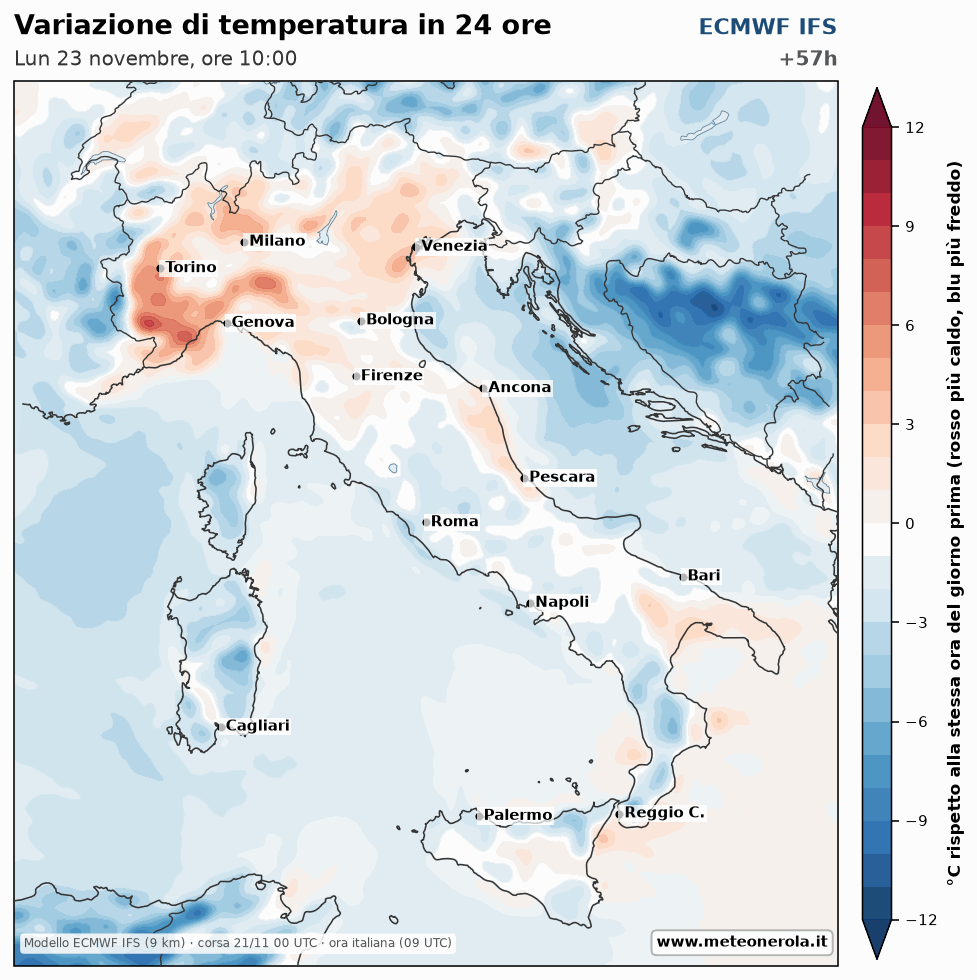 Variazione di temperatura in 24 ore
ECMWF IFS
Lun 23 novembre, ore 10:00
+57h
Milano
Venezia
Torino
Genova
Bologna
Firenze
Ancona
Pescara
Roma
Bari
Napoli
Cagliari
Palermo
Reggio C.
12
9
6
3
0
−3
−6
−9
−12
°C rispetto alla stessa ora del giorno prima (rosso più caldo, blu più freddo)
Modello ECMWF IFS (9 km) · corsa 21/11 00 UTC · ora italiana (09 UTC)
www.meteonerola.it